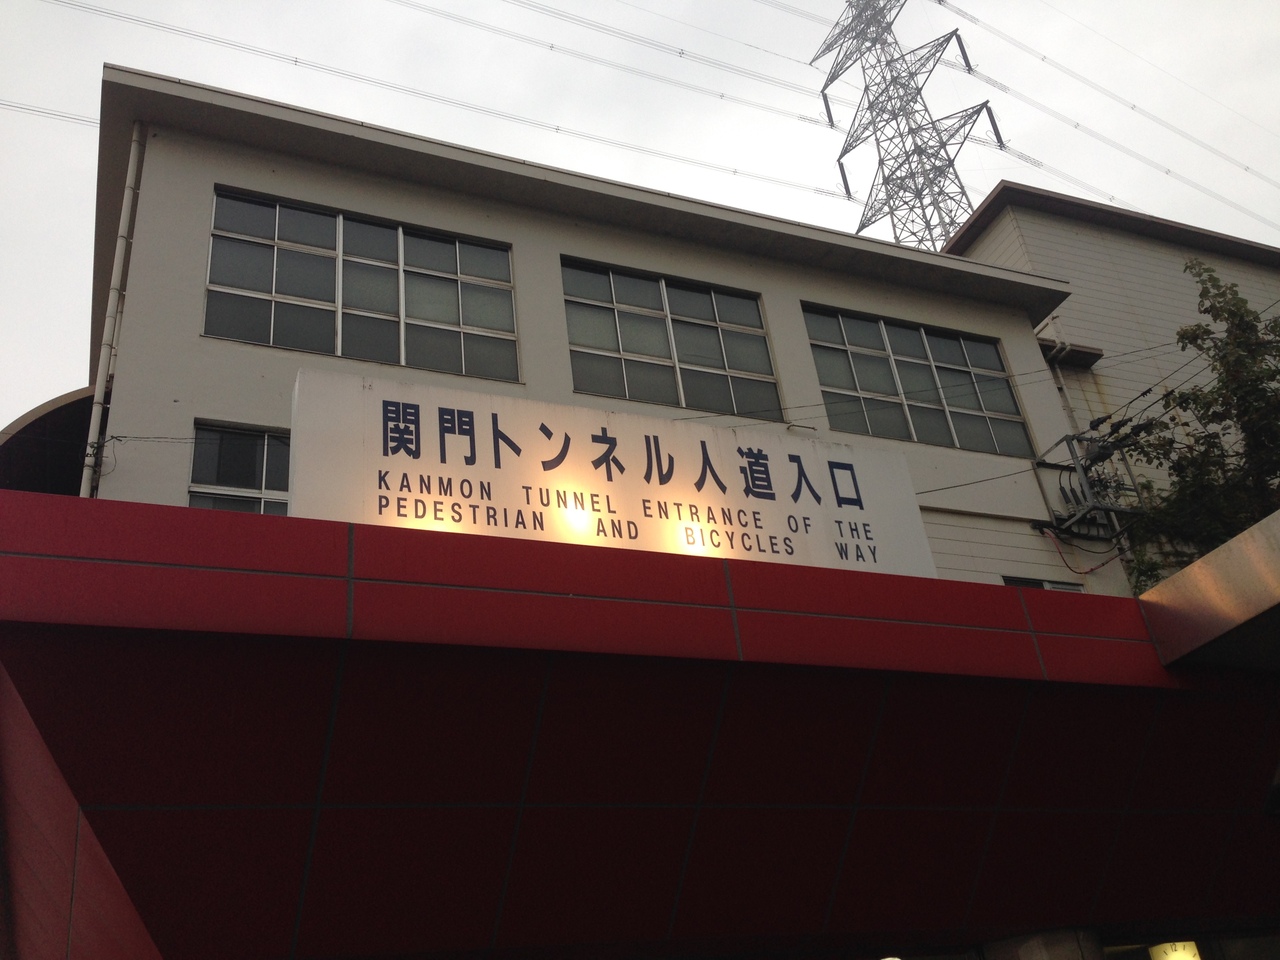 関門トンネル人道入口
KANMON TUNNEL ENTRANCE OF THE
PEDESTRIAN AND BICYCLES WAY
12